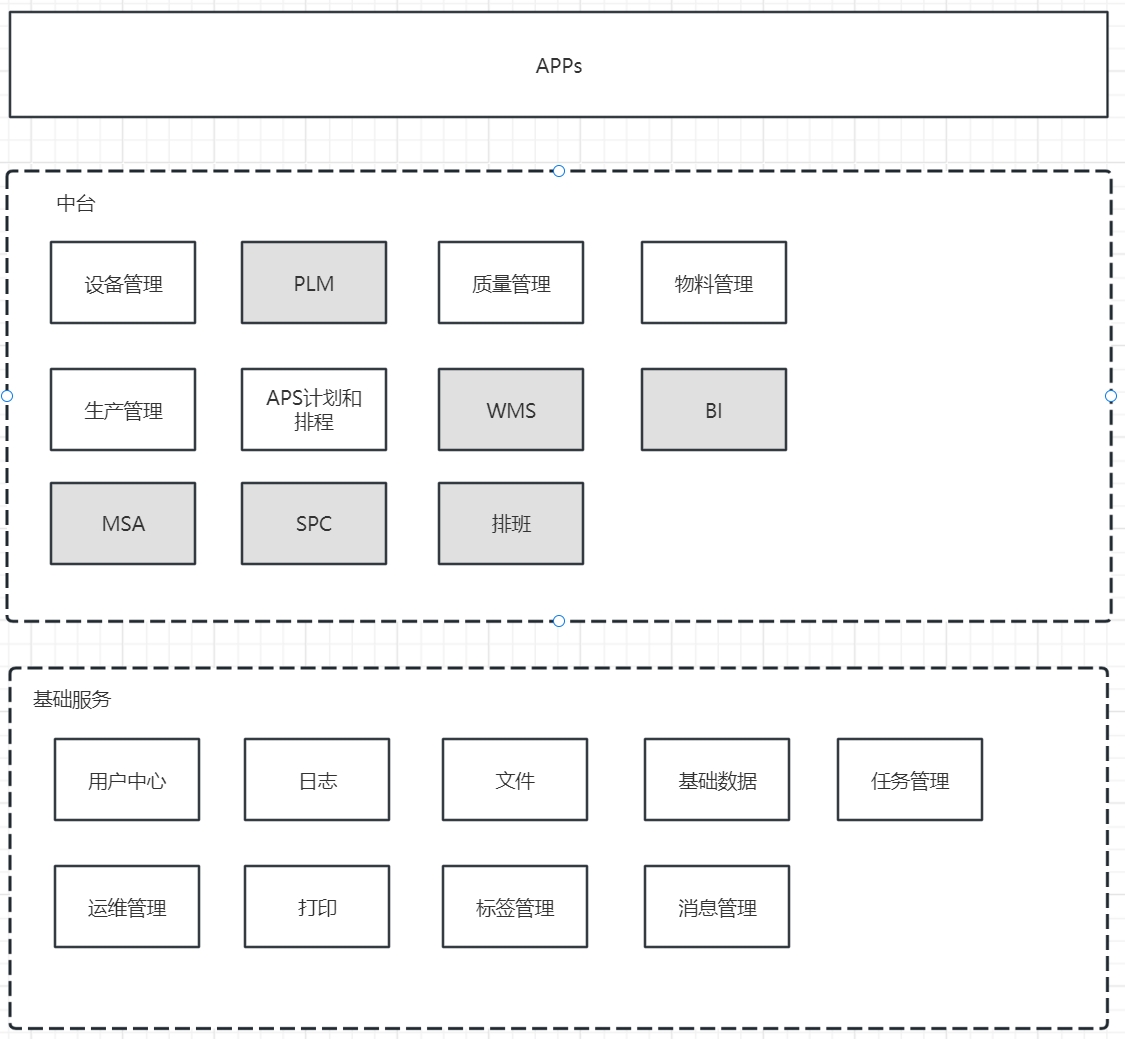 APPs
中台
设备管理
PLM
质量管理
物料管理
生产管理
APS计划和
排程
WMS
BI
MSA
SPC
排班
基础服务
用户中心
日志
文件
基础数据
任务管理
运维管理
打印
标签管理
消息管理